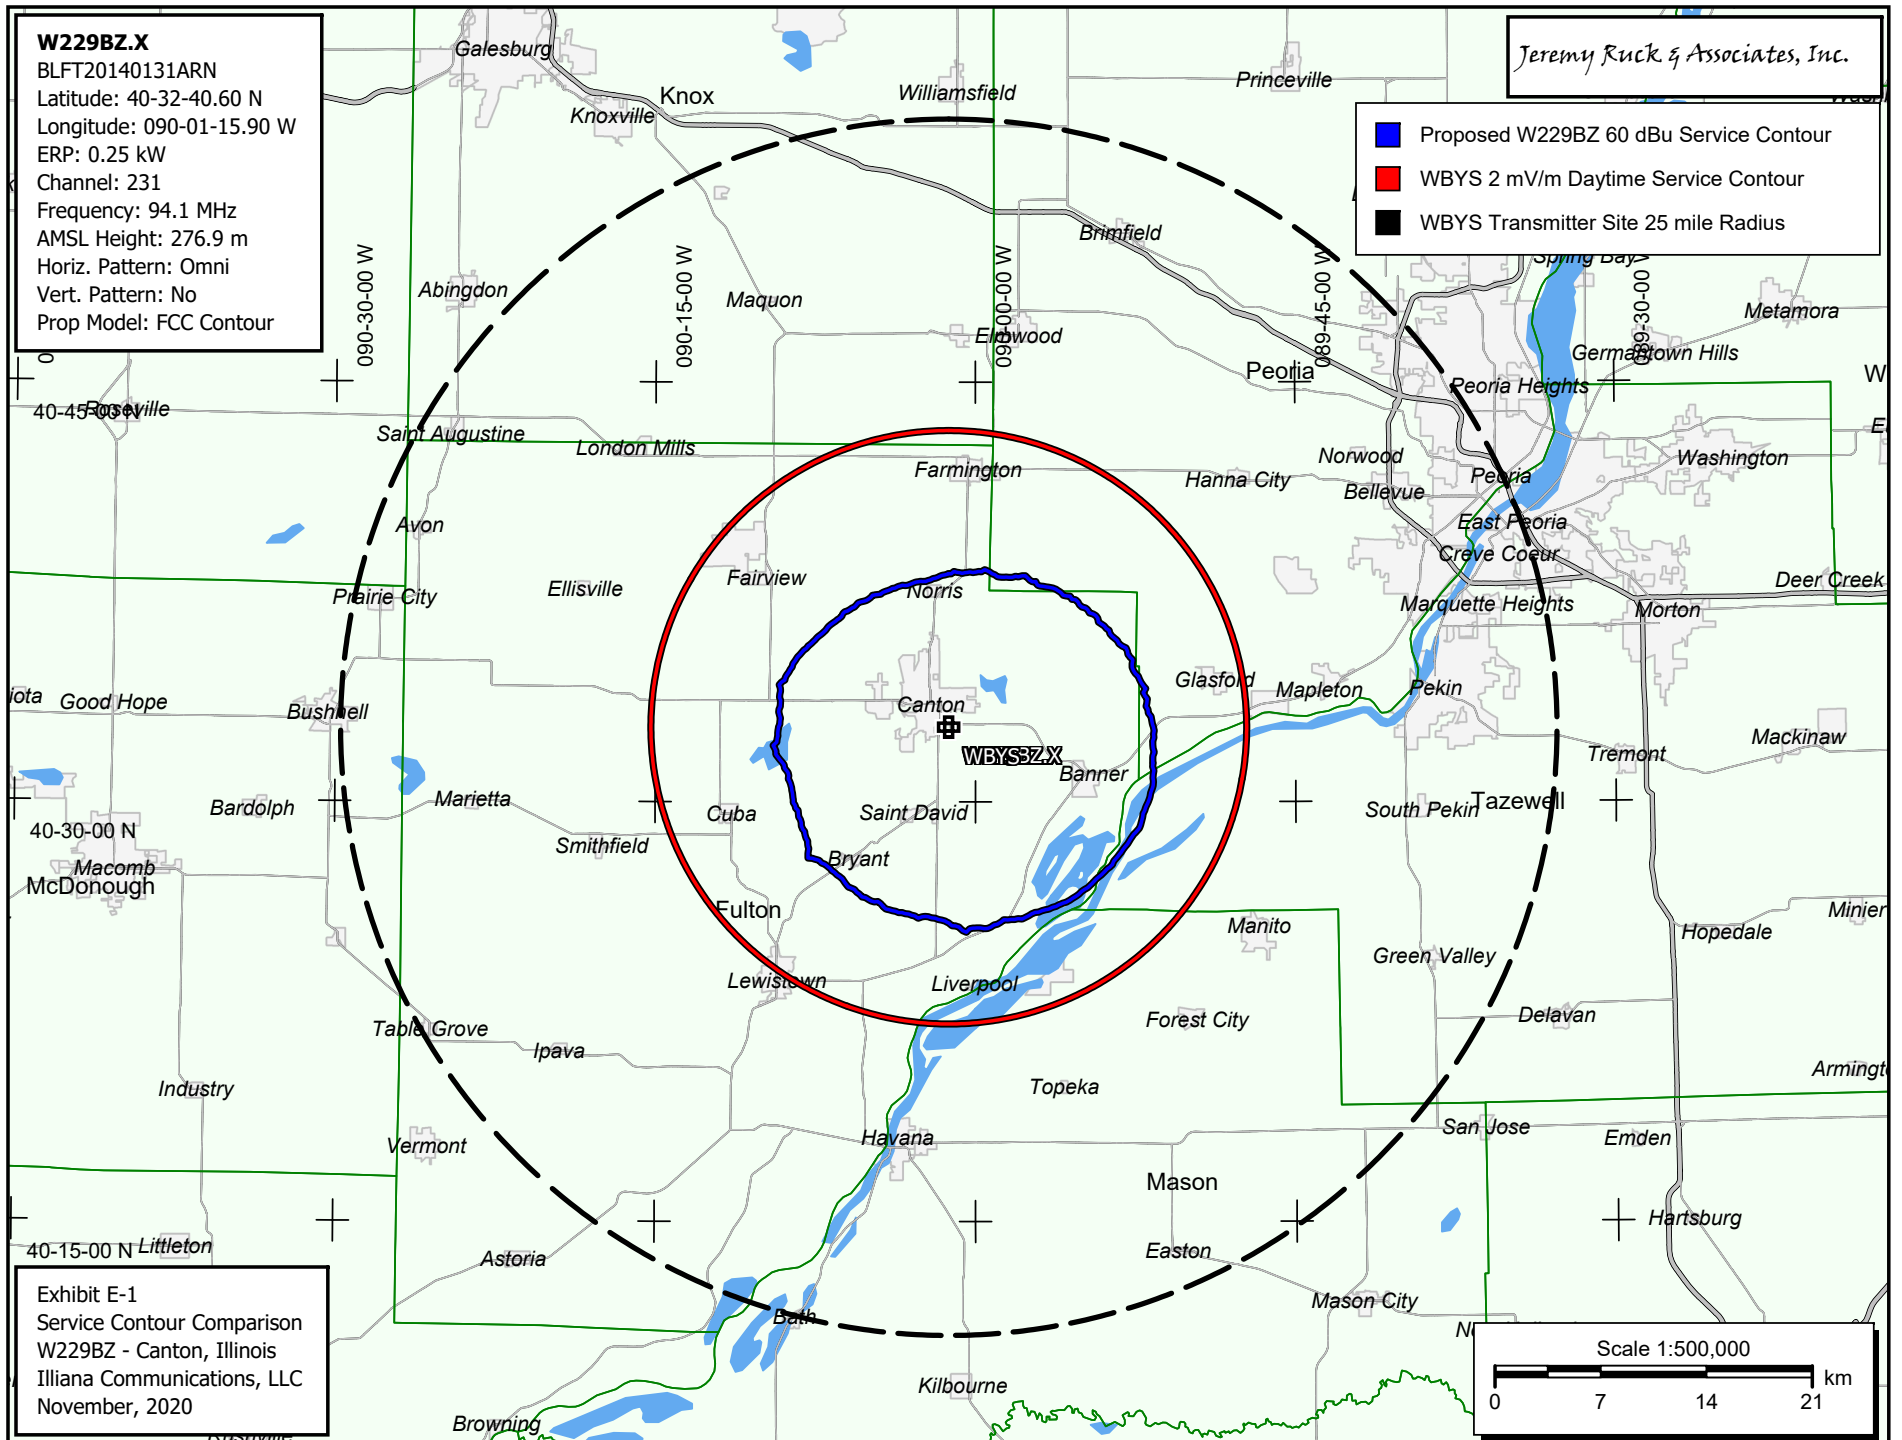 W229BZ.X
BLFT20140131ARN
Latitude: 40-32-40.60 N
Longitude: 090-01-15.90 W
ERP: 0.25 kW
Channel: 231
Frequency: 94.1 MHz
AMSL Height: 276.9 m
Horiz. Pattern: Omni
Vert. Pattern: No
Prop Model: FCC Contour
Jeremy Ruck & Associates, Inc.
Proposed W229BZ 60 dBu Service Contour
WBYS 2 mV/m Daytime Service Contour
WBYS Transmitter Site 25 mile Radius
Galesburg
Knox
Knoxville
Williamsfield
Princeville
Brimfield
Spring Bay
Abingdon
Maquon
Elmwood
Metamora
Germantown Hills
090-30-00 W
090-15-00 W
090-00-00 W
089-45-00 W
089-30-00 W
Peoria
Peoria Heights
40-45-00 N
Roseville
Saint Augustine
London Mills
Farmington
Hanna City
Norwood
Bellevue
Peoria
Washington
Avon
East Peoria
Creve Coeur
Fairview
Ellisville
Norris
Prairie City
Marquette Heights
Deer Creek
Morton
Good Hope
Bushnell
Canton
Glasford
Mapleton
Pekin
WBYS
BZ.X
Banner
Tremont
Mackinaw
Bardolph
Marietta
Cuba
Saint David
South Pekin
Tazewell
40-30-00 N
Smithfield
Bryant
Macomb
McDonough
Fulton
Manito
Minier
Hopedale
Green Valley
Lewistown
Liverpool
Table Grove
Ipava
Forest City
Delavan
Industry
Topeka
Vermont
Havana
San Jose
Emden
Mason
Hartsburg
40-15-00 N
Littleton
Astoria
Easton
Bath
Mason City
Kilbourne
Browning
Exhibit E-1
Service Contour Comparison
W229BZ - Canton, Illinois
Illiana Communications, LLC
November, 2020
Scale 1:500,000
km
0 7 14 21